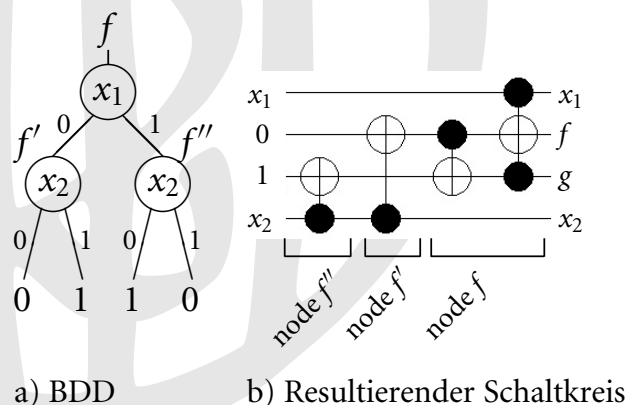 f
x1
0 1
f' f''
x2 x2
0 1 0 1
0 1 1 0
x1 x1
0 f
1 g
x2 x2
node f'' node f' node f
a) BDD
b) Resultierender Schaltkreis